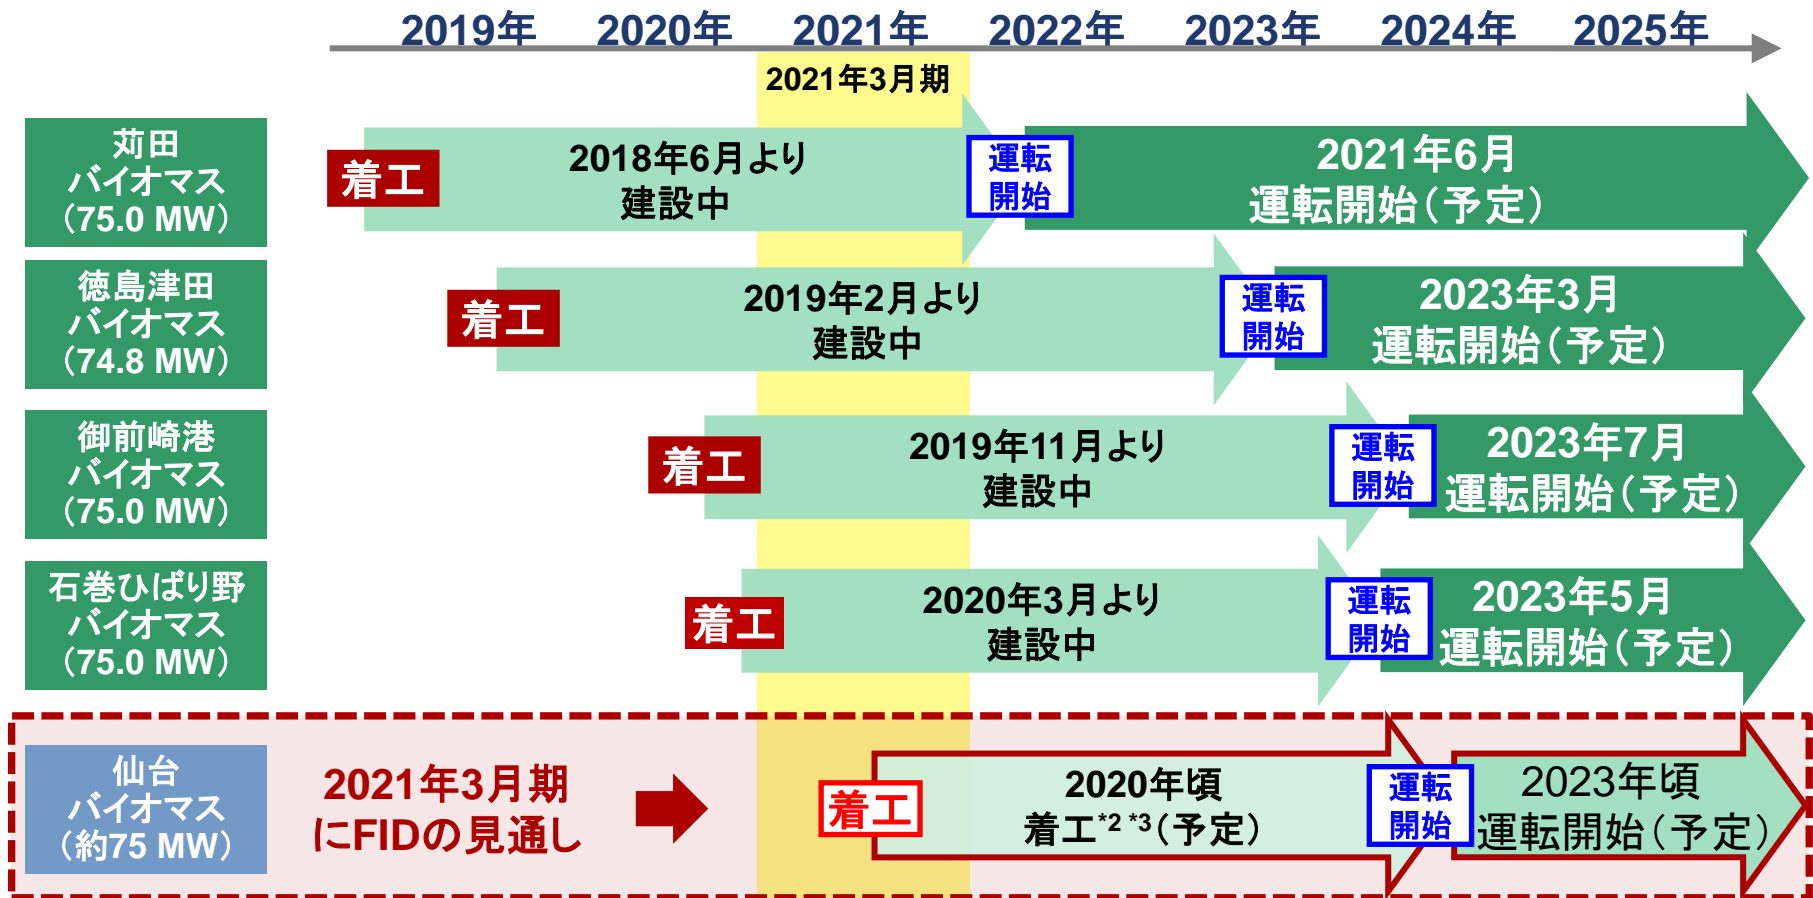 2019年 2020年 2021年 2022年 2023年 2024年 2025年
2021年3月期
苅田
バイオマス
(75.0 MW)
着工
2018年6月より
建設中
運転
開始
2021年6月
運転開始(予定)
徳島津田
バイオマス
(74.8 MW)
着工
2019年2月より
建設中
運転
開始
2023年3月
運転開始(予定)
御前崎港
バイオマス
(75.0 MW)
着工
2019年11月より
建設中
運転
開始
2023年7月
運転開始(予定)
石巻ひばり野
バイオマス
(75.0 MW)
着工
2020年3月より
建設中
運転
開始
2023年5月
運転開始(予定)
仙台
バイオマス
(約75 MW)
2021年3月期
にFIDの見通し
着工
2020年頃
着工*2 *3(予定)
運転
開始
2023年頃
運転開始(予定)